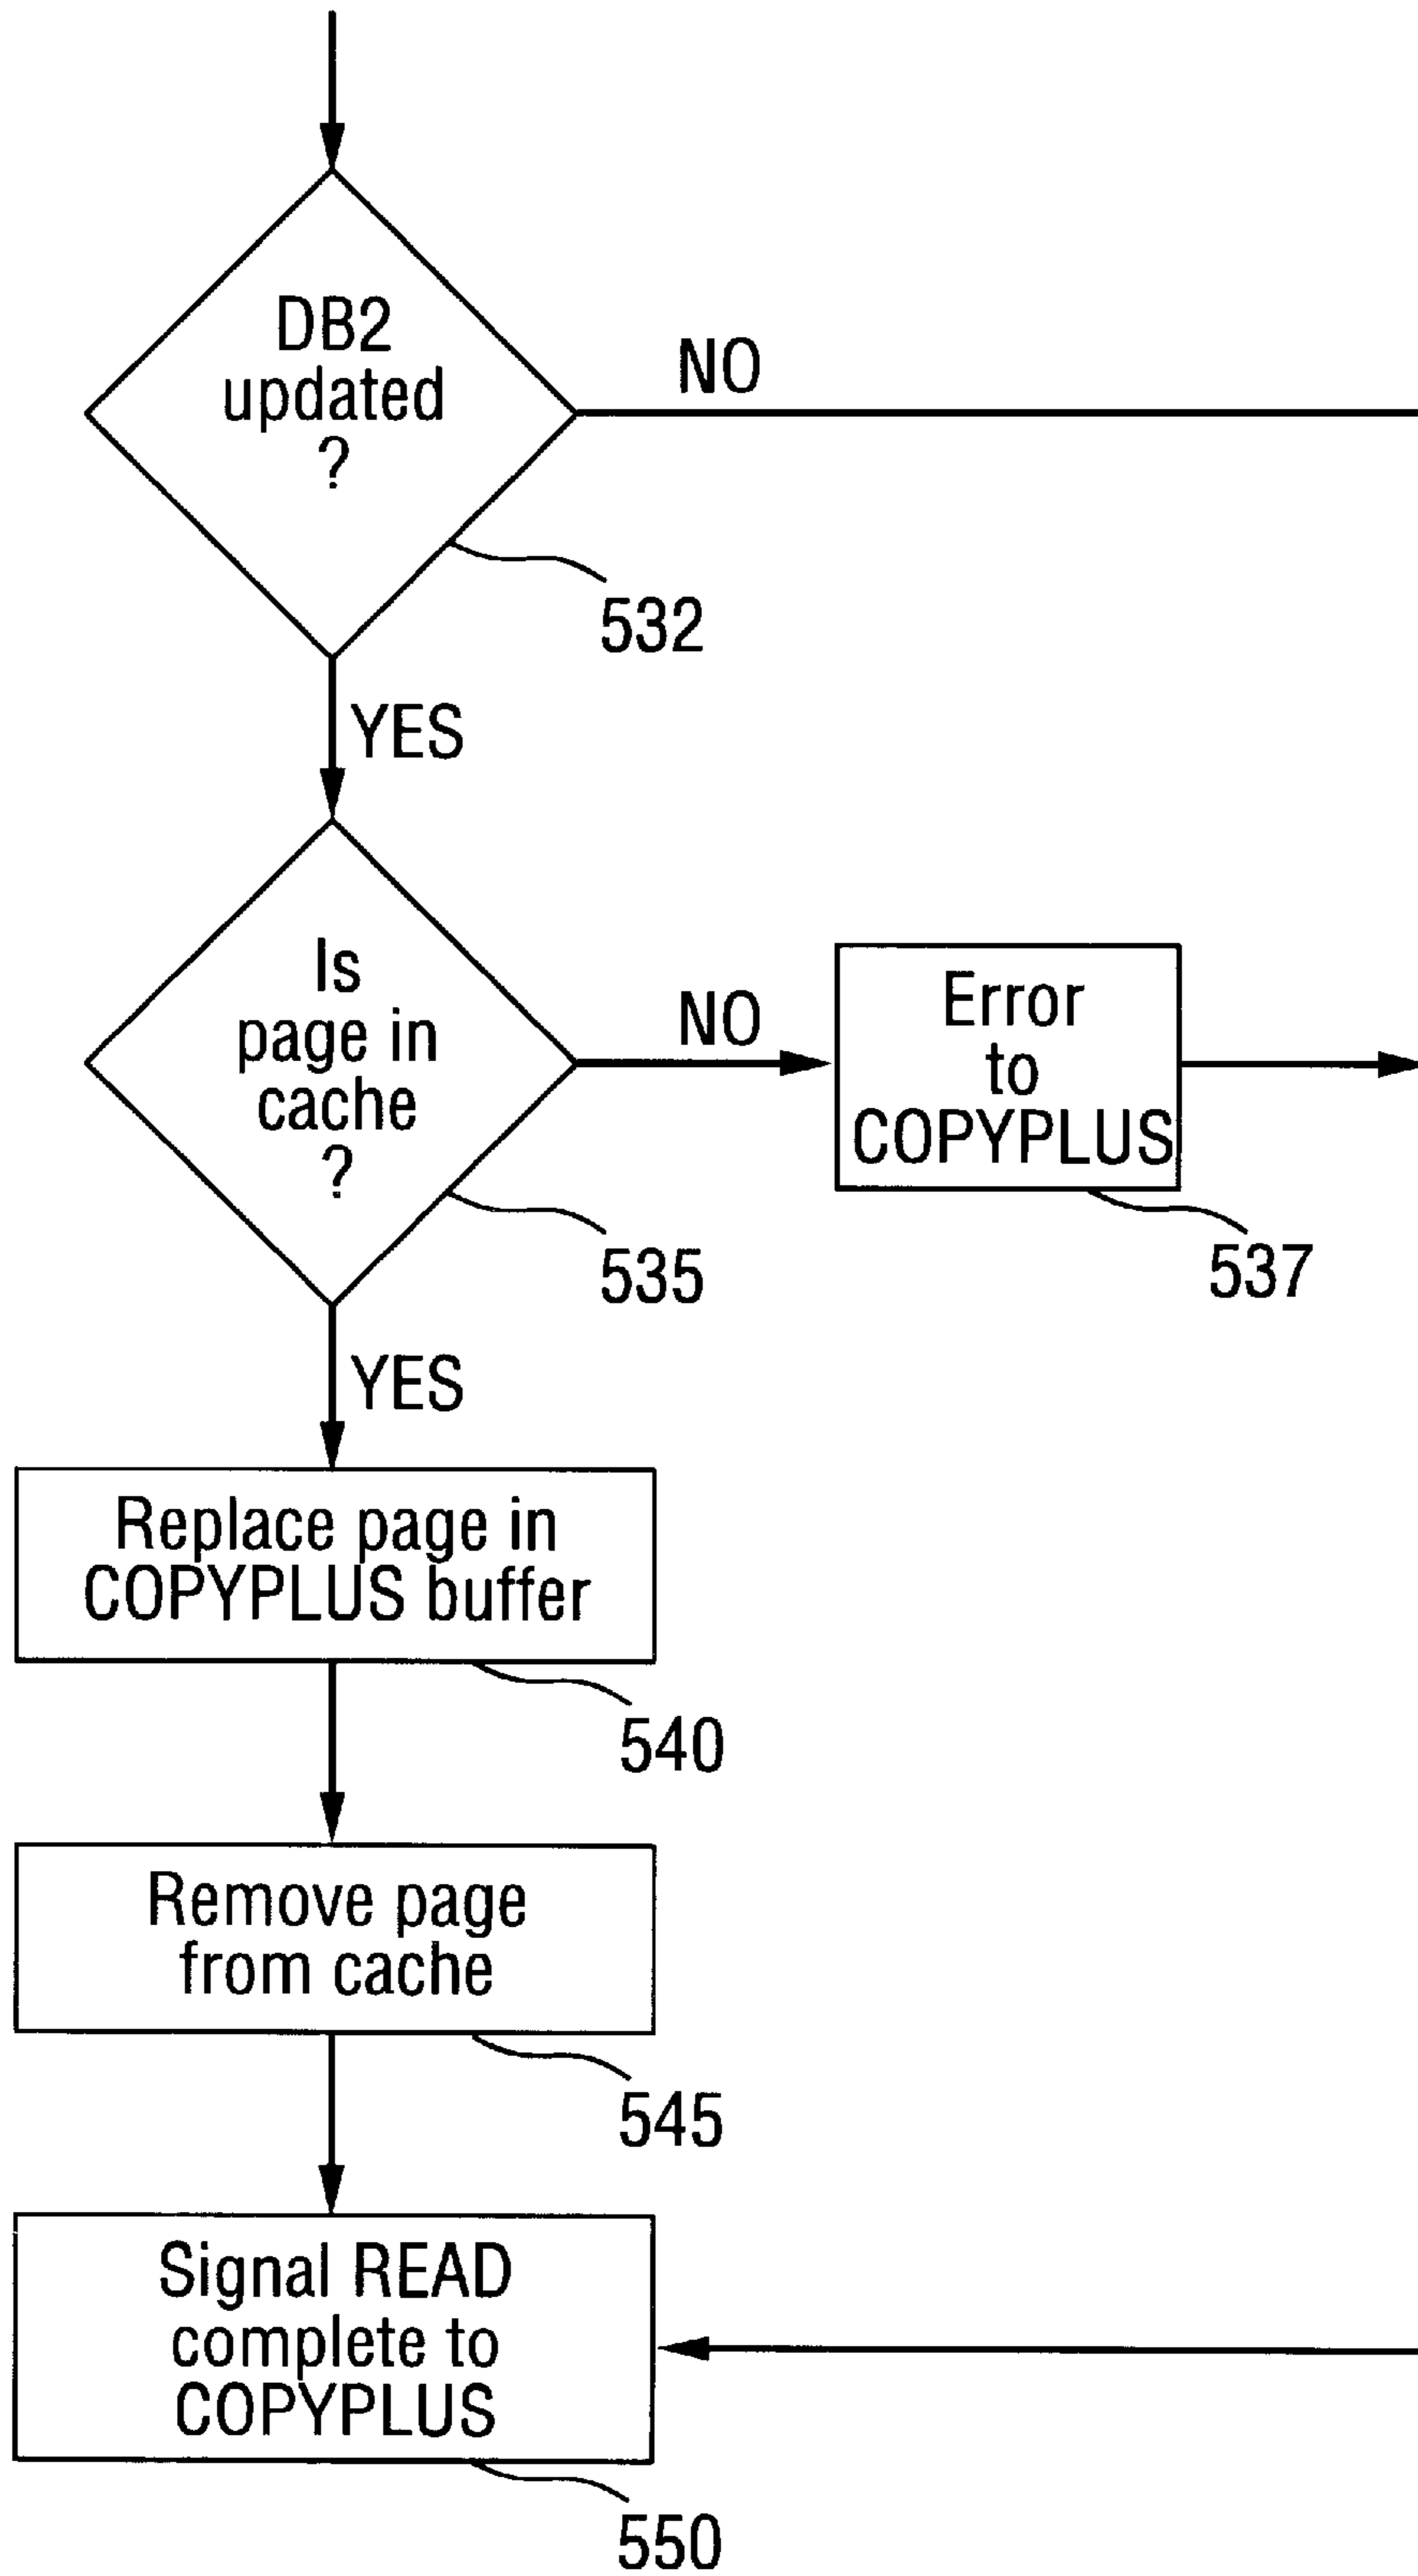 DB2
updated
?
NO
532
YES
Is
page in
cache
?
NO
Error
to
COPYPLUS
535
537
YES
Replace page in
COPYPLUS buffer
540
Remove page
from cache
545
Signal READ
complete to
COPYPLUS
550